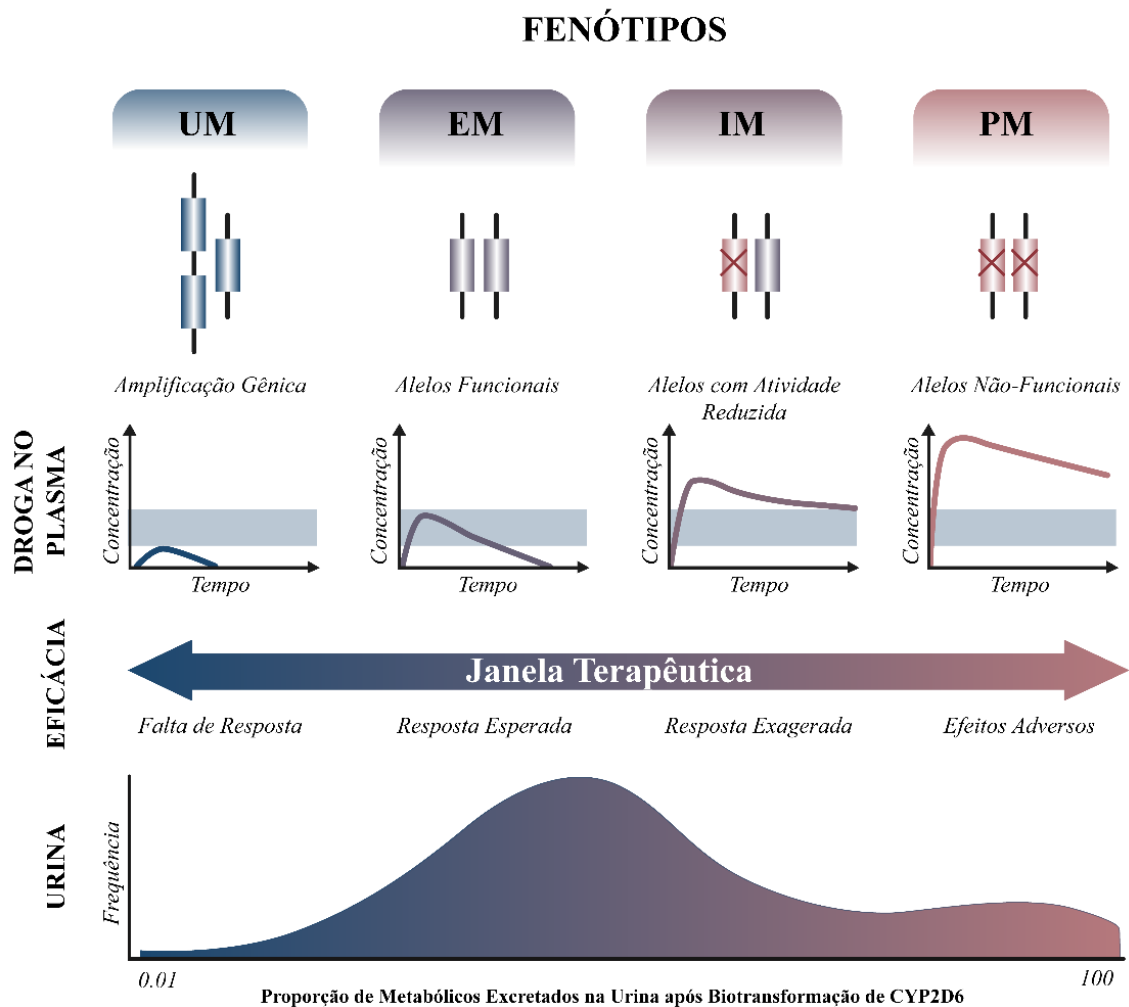 FENÓTIPOS
UM
EM
IM
PM
Amplificação Gênica
Alelos Funcionais
Alelos com Atividade
Reduzida
Alelos Não-Funcionais
DROGA NO
PLASMA
Concentração
Tempo
Concentração
Tempo
Concentração
Tempo
Concentração
Tempo
EFICÁCIA
Janela Terapêutica
Falta de Resposta
Resposta Esperada
Resposta Exagerada
Efeitos Adversos
URINA
Frequência
0.01
100
Proporção de Metabólicos Excretados na Urina após Biotransformação de CYP2D6